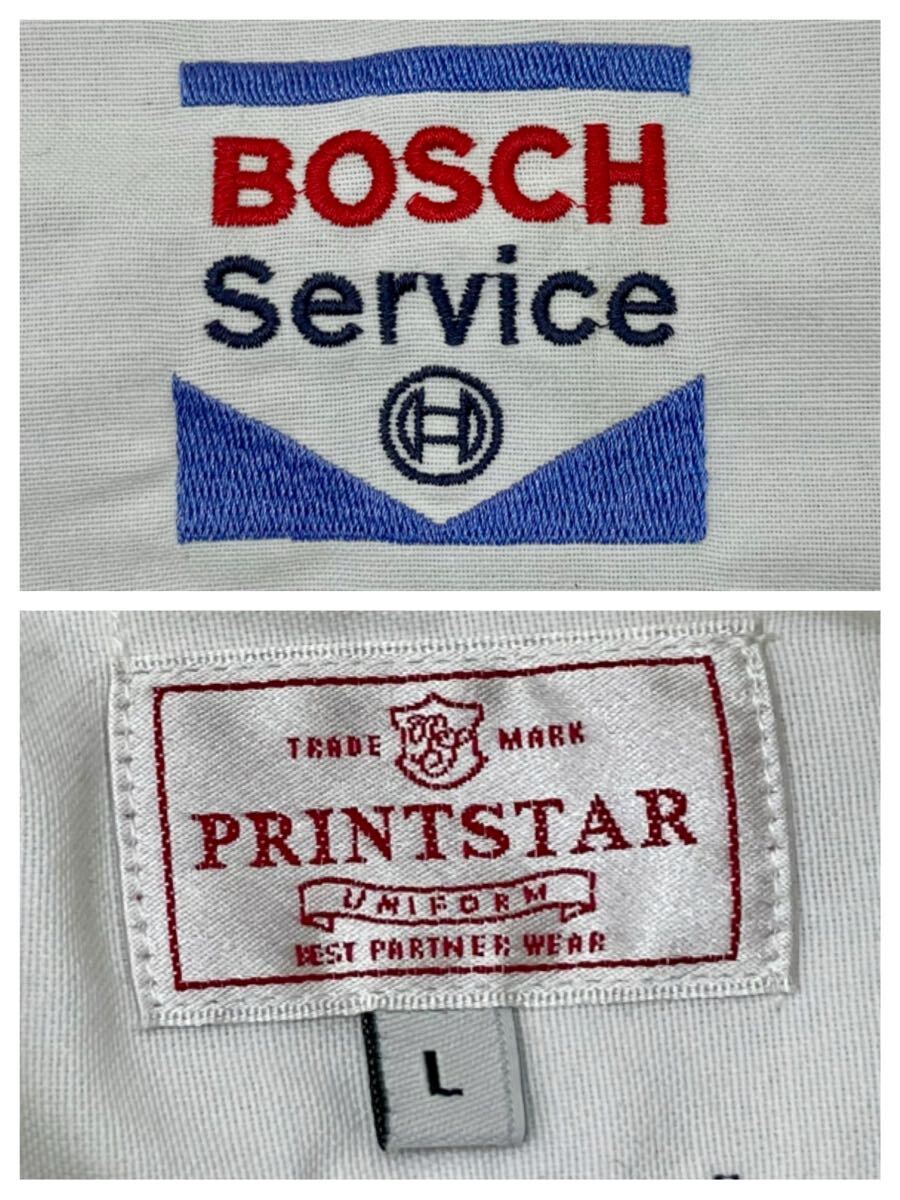 BOSCH
Service
TRADE MARK
PRINTSTAR
UNIFORM
BEST PARTNER WEAR
L